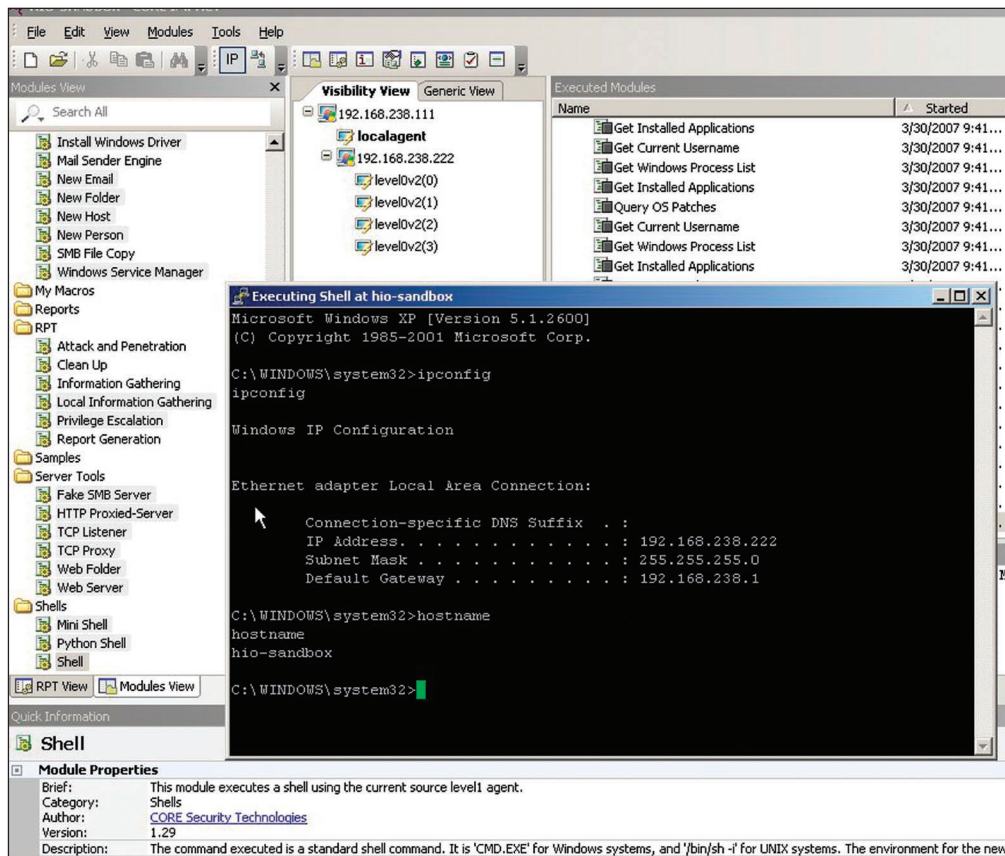 File Edit View Modules Tools Help
IP
Modules View
Search All
Install Windows Driver
Mail Sender Engine
New Email
New Folder
New Host
New Person
SMB File Copy
Windows Service Manager
My Macros
Reports
RPT
Attack and Penetration
Clean Up
Information Gathering
Local Information Gathering
Privilege Escalation
Report Generation
Samples
Server Tools
Fake SMB Server
HTTP Proxied-Server
TCP Listener
TCP Proxy
Web Folder
Web Server
Shells
Mini Shell
Python Shell
Shell
RPT View Modules View
Visibility View Generic View
192.168.238.111
localagent
192.168.238.222
level0v2(0)
level0v2(1)
level0v2(2)
level0v2(3)
Executed Modules
Name Started
Get Installed Applications 3/30/2007 9:41...
Get Current Username 3/30/2007 9:41...
Get Windows Process List 3/30/2007 9:41...
Get Installed Applications 3/30/2007 9:41...
Query OS Patches 3/30/2007 9:41...
Get Current Username 3/30/2007 9:41...
Get Windows Process List 3/30/2007 9:41...
Get Installed Applications 3/30/2007 9:41...
Executing Shell at hio-sandbox
Microsoft Windows XP [Version 5.1.2600]
(C) Copyright 1985-2001 Microsoft Corp.
C:\WINDOWS\system32>ipconfig
ipconfig
Windows IP Configuration
Ethernet adapter Local Area Connection:
Connection-specific DNS Suffix . :
IP Address. . . . . . . . . . . . : 192.168.238.222
Subnet Mask . . . . . . . . . . . : 255.255.255.0
Default Gateway . . . . . . . . . : 192.168.238.1
C:\WINDOWS\system32>hostname
hostname
hio-sandbox
C:\WINDOWS\system32>
Quick Information
Shell
Module Properties
Brief: This module executes a shell using the current source level1 agent.
Category: Shells
Author: CORE Security Technologies
Version: 1.29
Description: The command executed is a standard shell command. It is 'CMD.EXE' for Windows systems, and '/bin/sh -i' for UNIX systems. The environment for the new